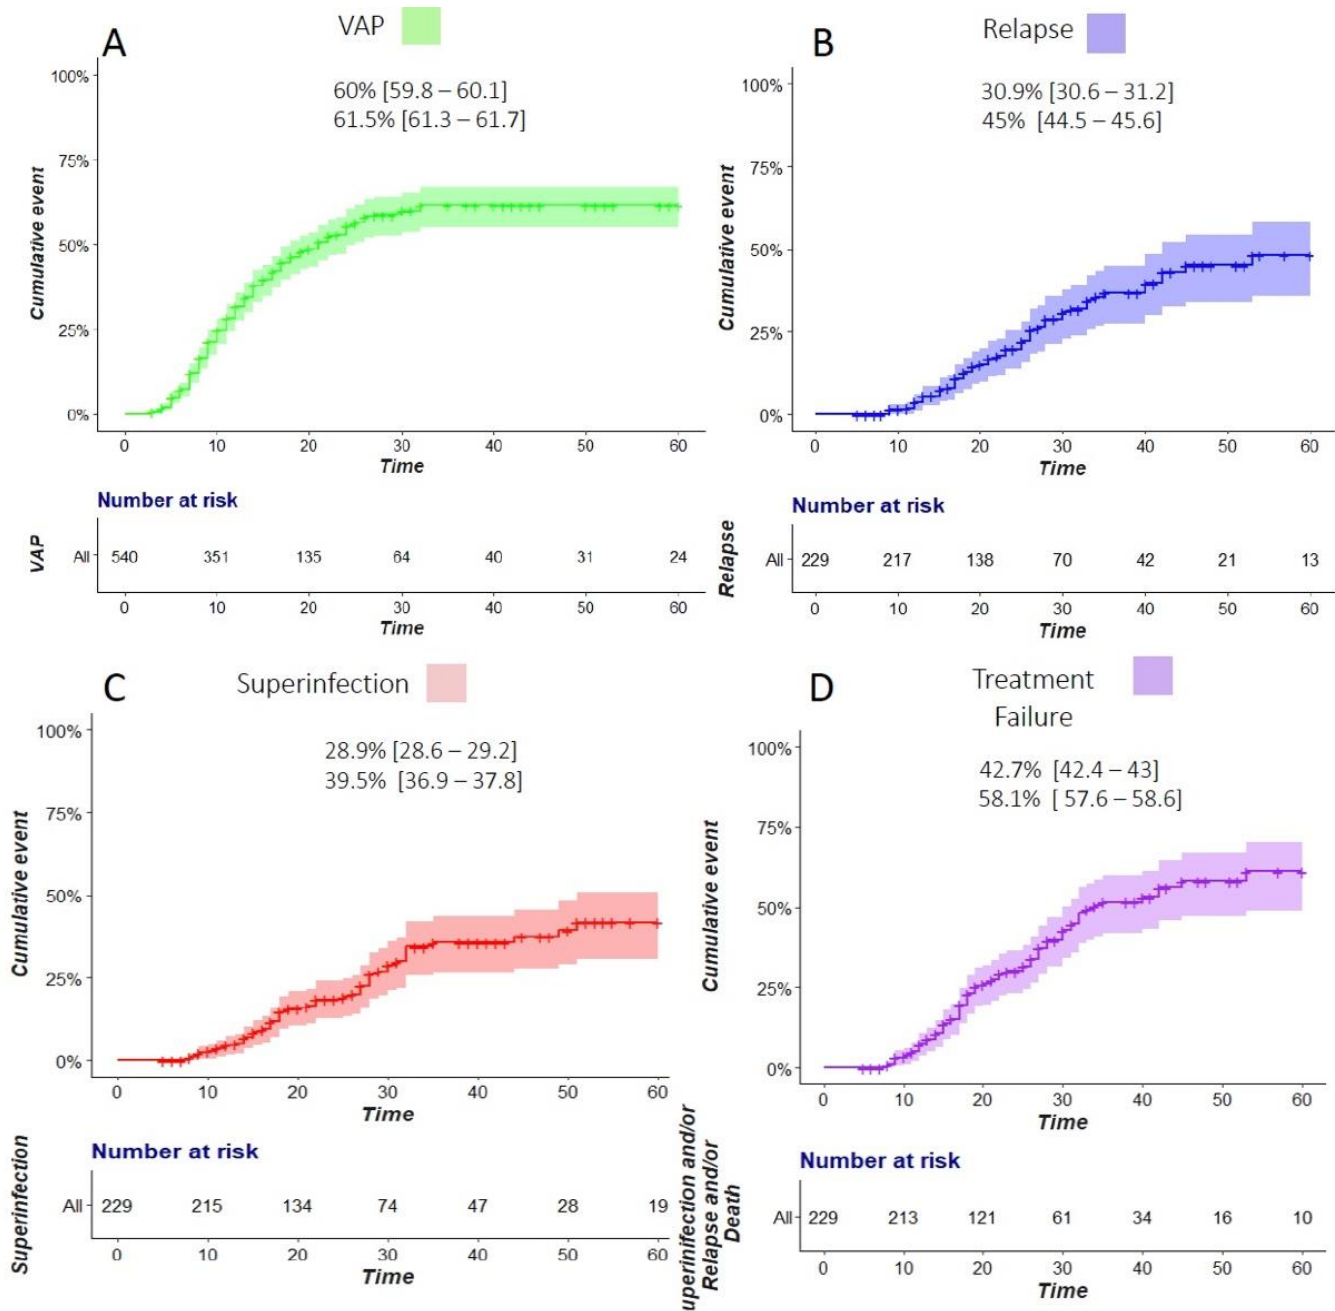 A
VAP
60% [59.8 – 60.1]
61.5% [61.3 – 61.7]
100%
75%
50%
25%
0%
Cumulative event
0 10 20 30 40 50 60
Time
Number at risk
VAP
All 540 351 135 64 40 31 24
0 10 20 30 40 50 60
Time
B
Relapse
30.9% [30.6 – 31.2]
45% [44.5 – 45.6]
100%
75%
50%
25%
0%
Cumulative event
0 10 20 30 40 50 60
Time
Number at risk
Relapse
All 229 217 138 70 42 21 13
0 10 20 30 40 50 60
Time
C
Superinfection
28.9% [28.6 – 29.2]
39.5% [36.9 – 37.8]
100%
75%
50%
25%
0%
Cumulative event
0 10 20 30 40 50 60
Time
Number at risk
Superinfection
All 229 215 134 74 47 28 19
0 10 20 30 40 50 60
Time
D
Treatment
Failure
42.7% [42.4 – 43]
58.1% [ 57.6 – 58.6]
100%
75%
50%
25%
0%
Cumulative event
0 10 20 30 40 50 60
Time
Number at risk
uperinifection and/or
Relapse and/or
Death
All 229 213 121 61 34 16 10
0 10 20 30 40 50 60
Time